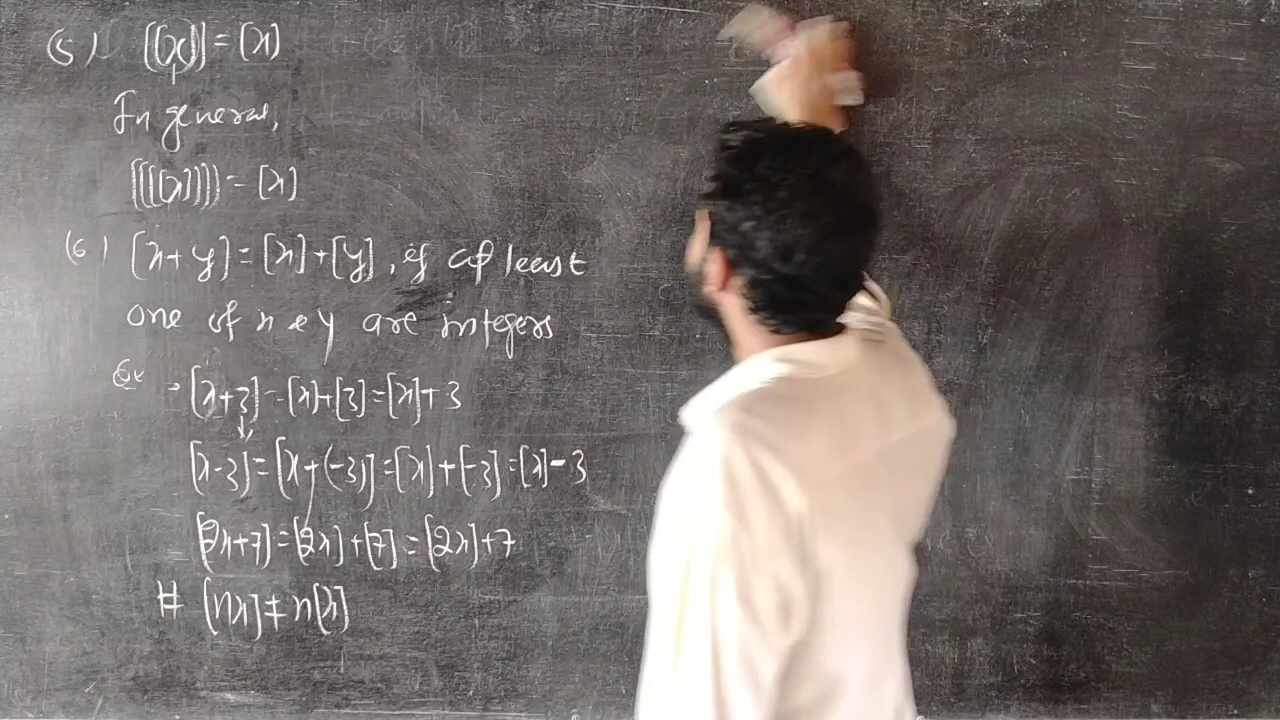 (5) [[x]] = [x]
In general,
[[[[x]]]] = [x]
(6) [x+y] = [x]+[y], if at least
one of x & y are integers
Ex = [x+3] = [x]+[3] = [x]+3
↓
[x-3] = [x+(-3)] = [x]+[-3] = [x]-3
[2x+7] = [2x]+[7] = [2x]+7
# [nx] ≠ n[x]